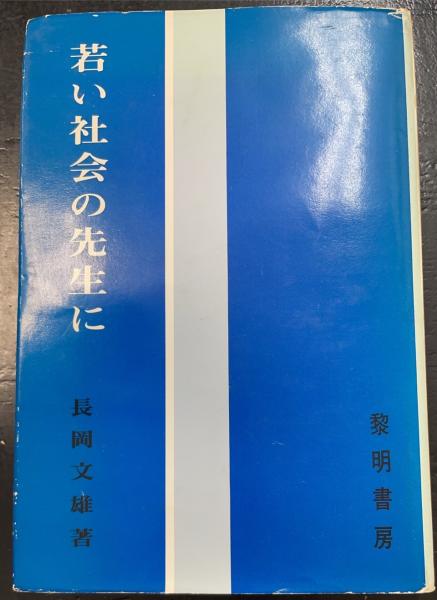 若い社会の先生に
長岡文雄著
黎明書房